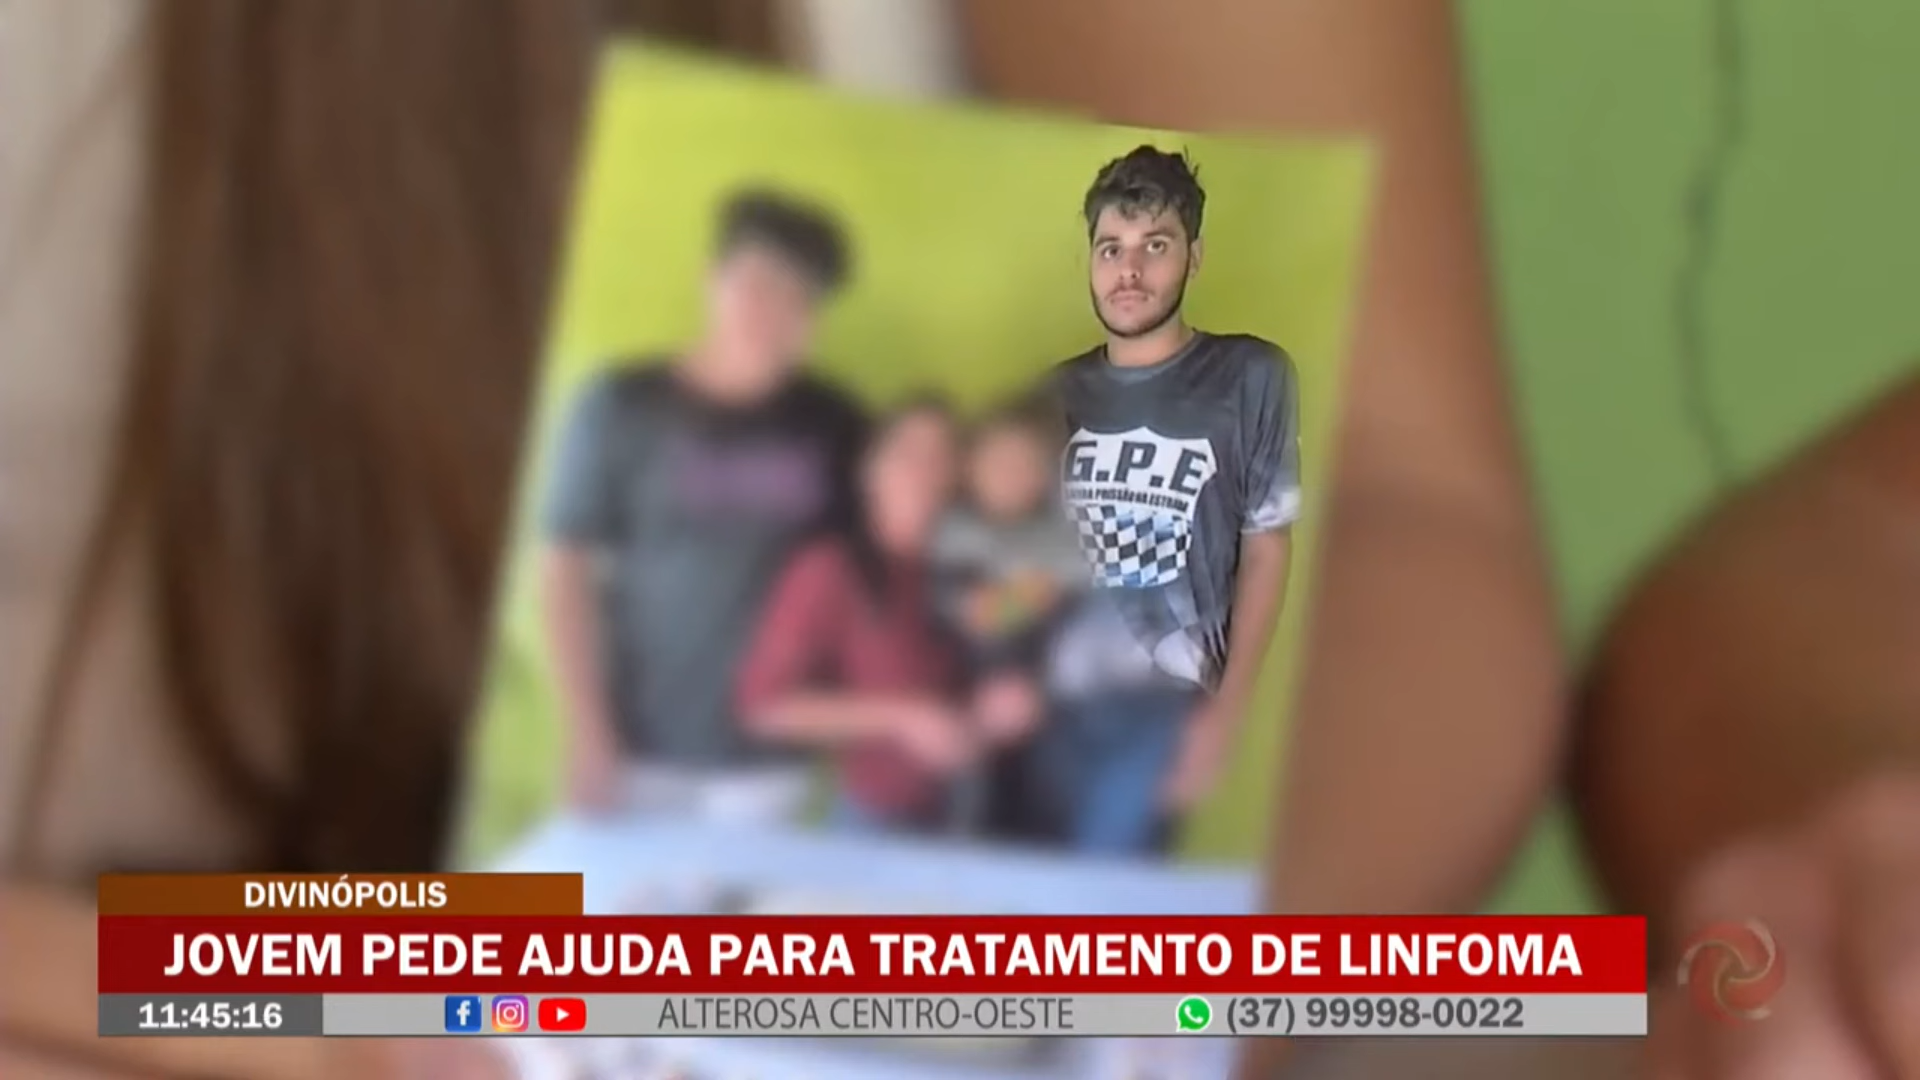 G.P.E
DIVINÓPOLIS
JOVEM PEDE AJUDA PARA TRATAMENTO DE LINFOMA
11:45:16
ALTEROSA CENTRO-OESTE
(37) 99998-0022